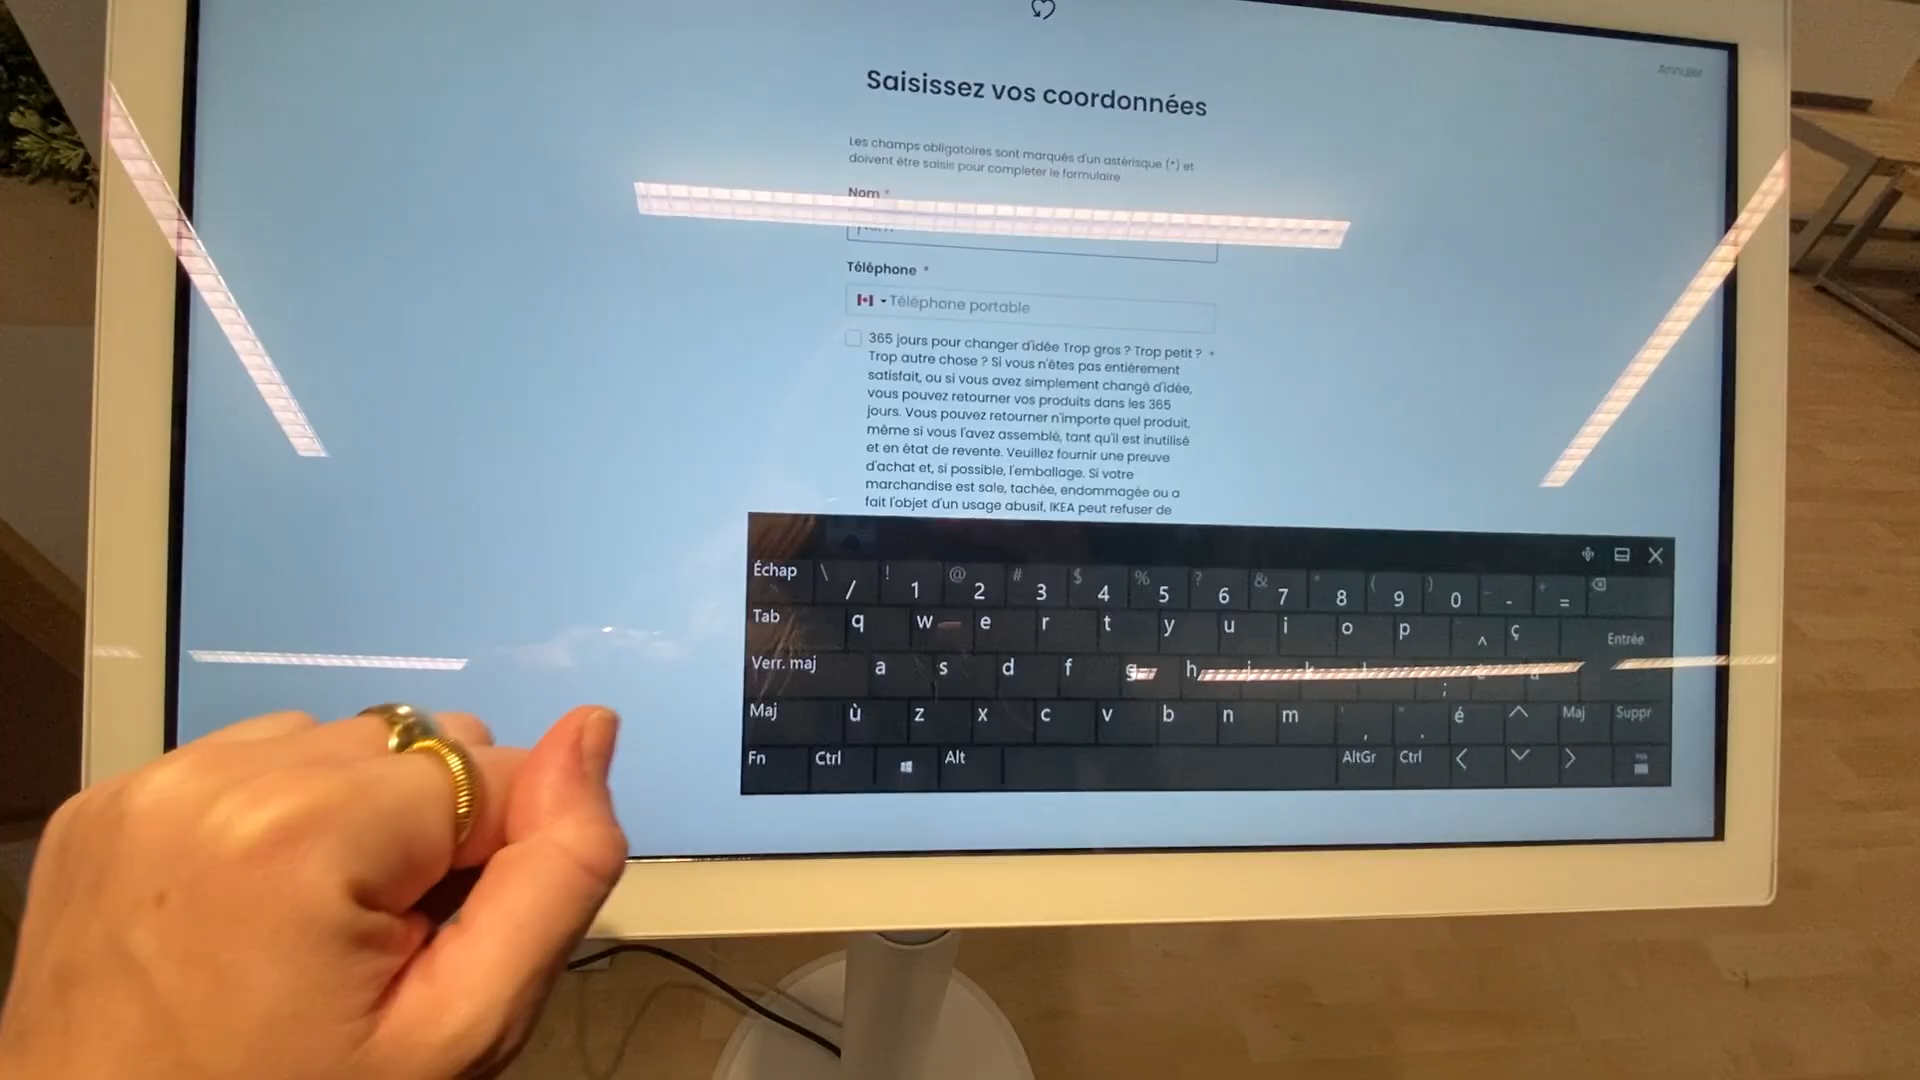 Annuler
Saisissez vos coordonnées
Les champs obligatoires sont marqués d'un astérisque (*) et
doivent être saisis pour completer le formulaire
Nom *
Téléphone *
Téléphone portable
365 jours pour changer d'idée Trop gros ? Trop petit ? *
Trop autre chose ? Si vous n'êtes pas entièrement
satisfait, ou si vous avez simplement changé d'idée,
vous pouvez retourner vos produits dans les 365
jours. Vous pouvez retourner n'importe quel produit,
même si vous l'avez assemblé, tant qu'il est inutilisé
et en état de revente. Veuillez fournir une preuve
d'achat et, si possible, l'emballage. Si votre
marchandise est sale, tachée, endommagée ou a
fait l'objet d'un usage abusif, IKEA peut refuser de
Échap \ / ! 1 @ 2 # 3 $ 4 % 5 ? 6 & 7 * 8 ( 9 ) 0 - + =
Tab q w e r t y u i o p ^ ç Entrée
Verr. maj a s d f g h j k l ;
Maj ù z x c v b n m , . é Maj Suppr
Fn Ctrl Alt AltGr Ctrl